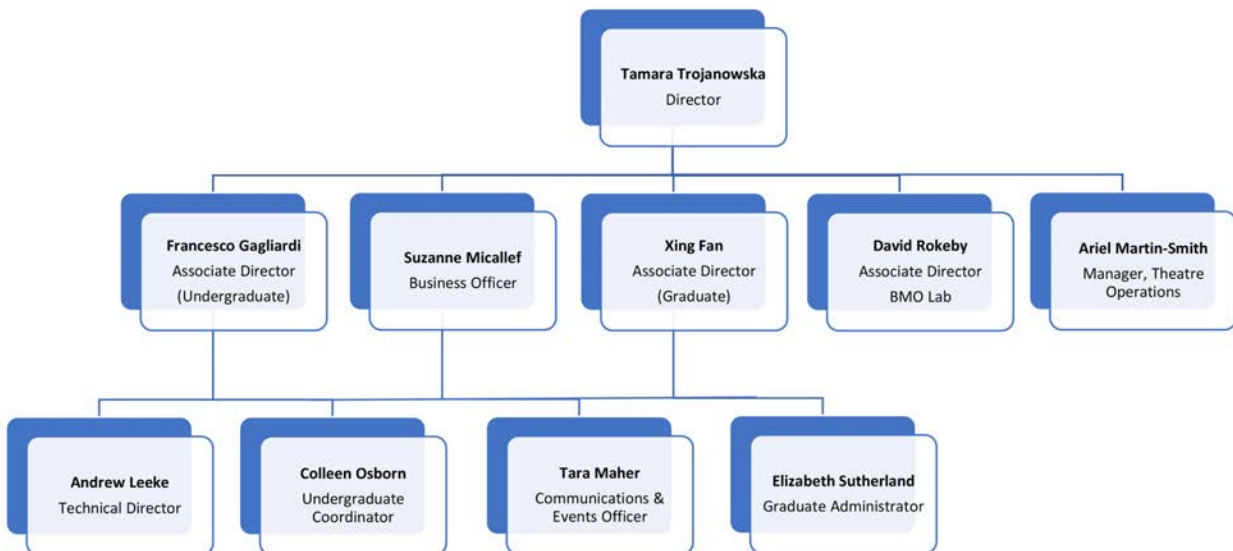 Tamara Trojanowska
Director
Francesco Gagliardi
Associate Director
(Undergraduate)
Suzanne Micallef
Business Officer
Xing Fan
Associate Director
(Graduate)
David Rokeby
Associate Director
BMO Lab
Ariel Martin-Smith
Manager, Theatre
Operations
Andrew Leeke
Technical Director
Colleen Osborn
Undergraduate
Coordinator
Tara Maher
Communications &
Events Officer
Elizabeth Sutherland
Graduate Administrator